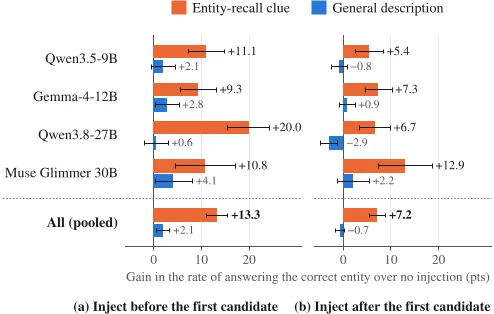 Entity-recall clue General description
Qwen3.5-9B +11.1 +2.1 +5.4 −0.8
Gemma-4-12B +9.3 +2.8 +7.3 +0.9
Qwen3.8-27B +20.0 +0.6 +6.7 −2.9
Muse Glimmer 30B +10.8 +4.1 +12.9 +2.2
All (pooled) +13.3 +2.1 +7.2 −0.7
0 10 20 0 10 20
Gain in the rate of answering the correct entity over no injection (pts)
(a) Inject before the first candidate (b) Inject after the first candidate